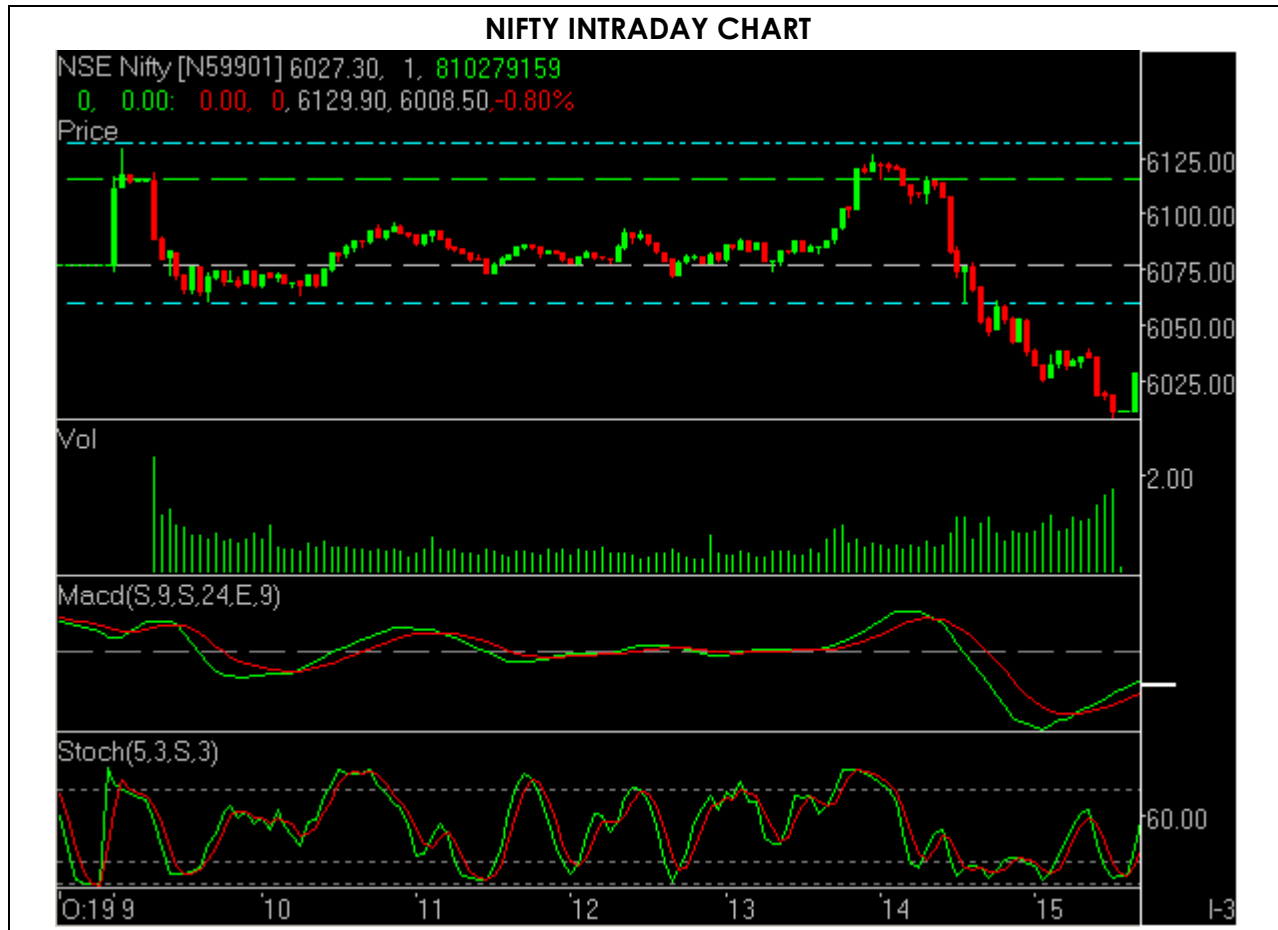 NIFTY INTRADAY CHART
NSE Nifty [N59901] 6027.30, 1, 810279159
0, 0.00: 0.00, 0, 6129.90, 6008.50,-0.80%
Price
6125.00
6100.00
6075.00
6050.00
6025.00
Vol
2.00
Macd(S,9,S,24,E,9)
Stoch(5,3,S,3)
60.00
O:19 9 10 11 12 13 14 15 I-3